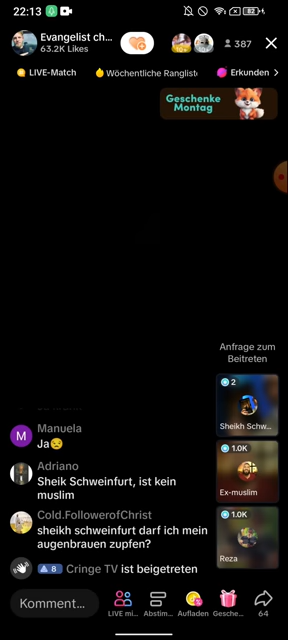 22:13
82
Evangelist ch...
63.2K Likes
387
LIVE-Match
Wöchentliche Ranglist
Erkunden
Geschenke
Montag
Anfrage zum
Beitreten
2
Sheikh Schw...
Manuela
Ja😣
Adriano
Sheik Schweinfurt, ist kein
muslim
1.0K
Ex-muslim
Cold.FollowerofChrist
sheikh schweinfurt darf ich mein
augenbrauen zupfen?
1.0K
Reza
8 Cringe TV ist beigetreten
Komment...
LIVE mi...
Abstim...
Aufladen
Gesche...
64